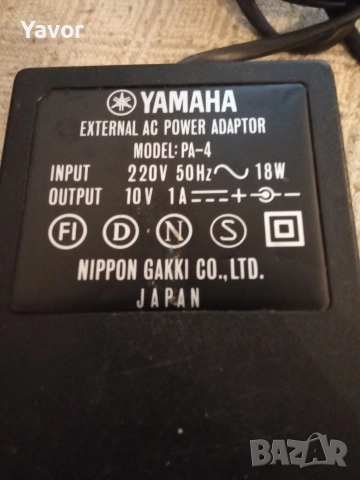 Yavor
YAMAHA
EXTERNAL AC POWER ADAPTOR
MODEL: PA-4
INPUT 220V 50Hz 18W
OUTPUT 10V 1A
FI D N S
NIPPON GAKKI CO., LTD.
JAPAN
BAZAR